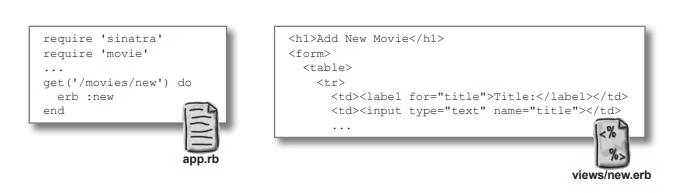 require 'sinatra'
require 'movie'
...
get('/movies/new') do
  erb :new
end
app.rb
<h1>Add New Movie</h1>
<form>
  <table>
    <tr>
      <td><label for="title">Title:</label></td>
      <td><input type="text" name="title"></td>
      ...
<%
%>
views/new.erb